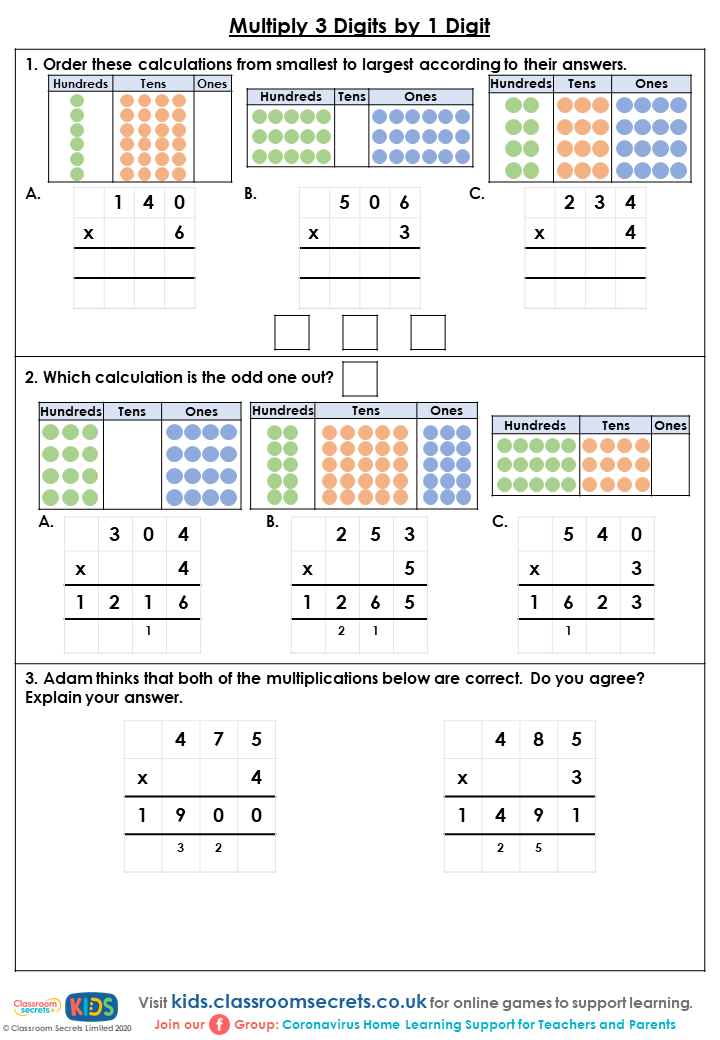 Multiply 3 Digits by 1 Digit
1. Order these calculations from smallest to largest according to their answers.
Hundreds Tens Ones
Hundreds Tens Ones
Hundreds Tens Ones
A.
1 4 0
x 6
B.
5 0 6
x 3
C.
2 3 4
x 4
2. Which calculation is the odd one out?
Hundreds Tens Ones
Hundreds Tens Ones
Hundreds Tens Ones
A.
3 0 4
x 4
1 2 1 6
1
B.
2 5 3
x 5
1 2 6 5
2 1
C.
5 4 0
x 3
1 6 2 3
1
3. Adam thinks that both of the multiplications below are correct. Do you agree?
Explain your answer.
4 7 5
x 4
1 9 0 0
3 2
4 8 5
x 3
1 4 9 1
2 5
Classroom
secrets
KIDS
© Classroom Secrets Limited 2020
Visit kids.classroomsecrets.co.uk for online games to support learning.
Join our f Group: Coronavirus Home Learning Support for Teachers and Parents